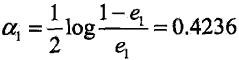 α₁ = 1/2 log (1 − e₁)/e₁ = 0.4236